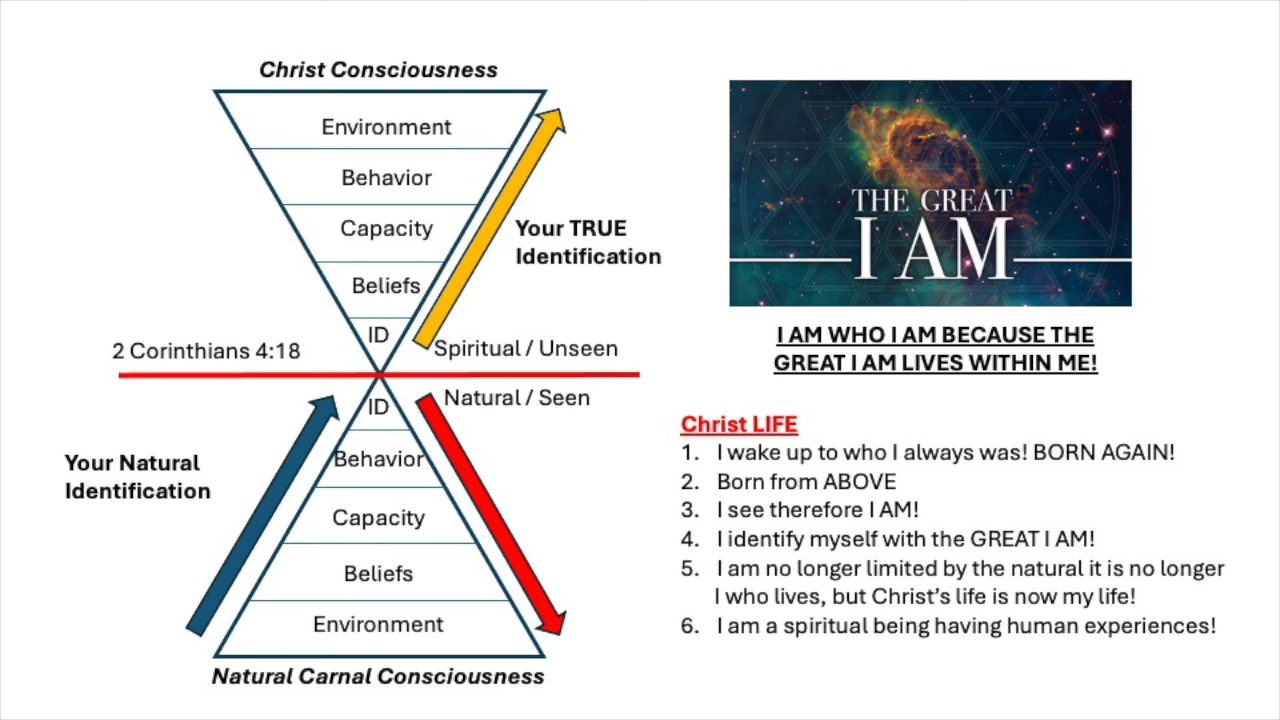 Christ Consciousness
Environment
Behavior
Capacity
Beliefs
ID
Your TRUE
Identification
2 Corinthians 4:18
Spiritual / Unseen
Natural / Seen
ID
Behavior
Capacity
Beliefs
Environment
Your Natural
Identification
Natural Carnal Consciousness
THE GREAT
I AM
I AM WHO I AM BECAUSE THE
GREAT I AM LIVES WITHIN ME!
Christ LIFE
1. I wake up to who I always was! BORN AGAIN!
2. Born from ABOVE
3. I see therefore I AM!
4. I identify myself with the GREAT I AM!
5. I am no longer limited by the natural it is no longer
I who lives, but Christ's life is now my life!
6. I am a spiritual being having human experiences!